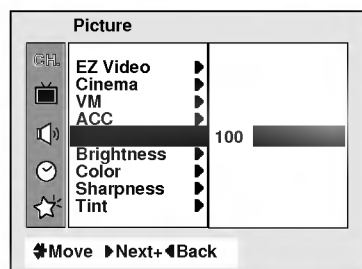 Picture
CH.
EZ Video
Cinema
VM
ACC
100
Brightness
Color
Sharpness
Tint
Move Next+ Back